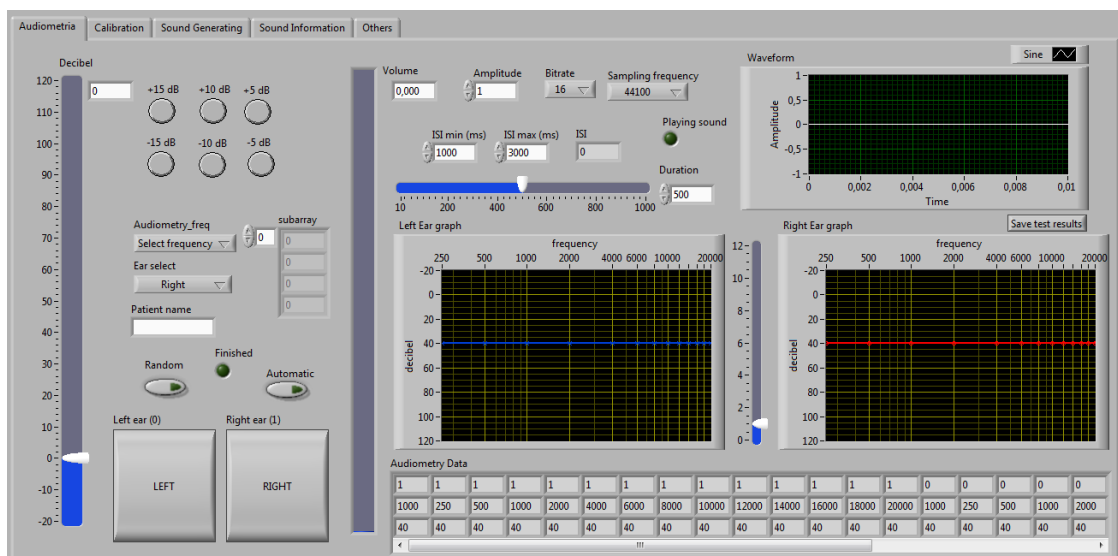 Audiometria Calibration Sound Generating Sound Information Others
Decibel
0
120
110
100
90
80
70
60
50
40
30
20
10
0
-10
-20
+15 dB +10 dB +5 dB
-15 dB -10 dB -5 dB
Audiometry_freq
Select frequency
0
subarray
0
0
0
0
Ear select
Right
Patient name
Random
Finished
Automatic
Left ear (0) Right ear (1)
LEFT RIGHT
Volume Amplitude Bitrate Sampling frequency
0,000 1 16 44100
ISI min (ms) ISI max (ms) ISI
1000 3000 0
Playing sound
Duration
500
10 200 400 600 800 1000
Waveform
Sine
Amplitude
1
0,5
0
-0,5
-1
0 0,002 0,004 0,006 0,008 0,01
Time
Save test results
Left Ear graph
frequency
250 500 1000 2000 4000 6000 10000 20000
decibel
-20
0
20
40
60
80
100
120
12
10
8
6
4
2
0
Right Ear graph
frequency
250 500 1000 2000 4000 6000 10000 20000
decibel
-20
0
20
40
60
80
100
120
Audiometry Data
1 1 1 1 1 1 1 1 1 1 1 1 1 1 0 0 0 0 0
1000 250 500 1000 2000 4000 6000 8000 10000 12000 14000 16000 18000 20000 1000 250 500 1000 2000
40 40 40 40 40 40 40 40 40 40 40 40 40 40 40 40 40 40 40